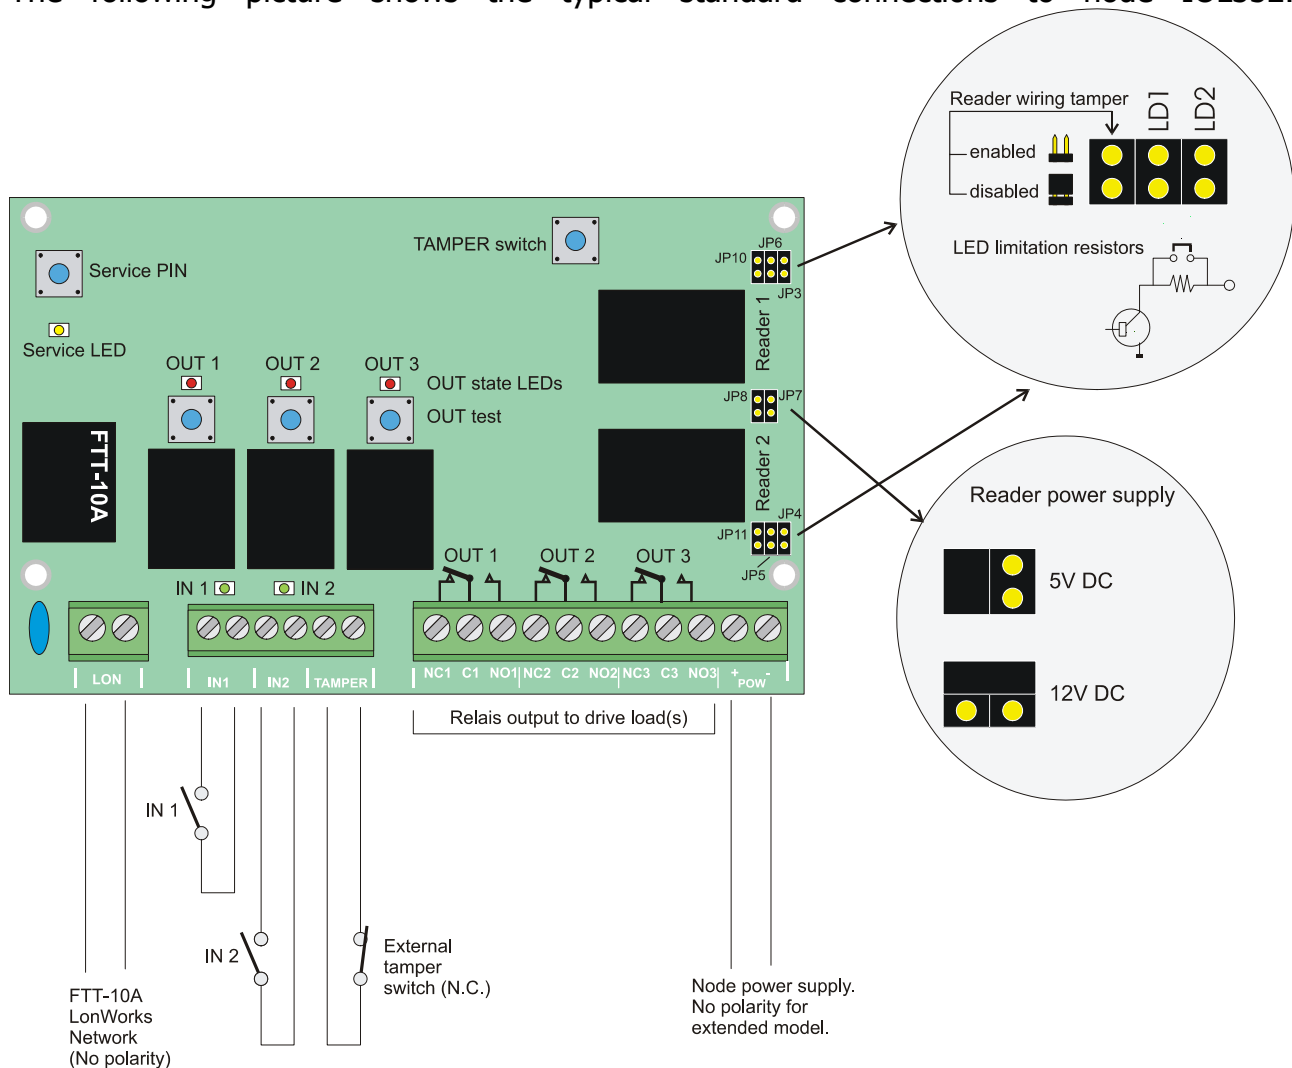 The following picture shows the typical standard connections to node
Reader wiring tamper
LD1
LD2
enabled
disabled
LED limitation resistors
TAMPER switch
JP6
JP10
JP3
Service PIN
Reader 1
Service LED
OUT 1
OUT 2
OUT 3
OUT state LEDs
OUT test
JP8
JP7
FTT-10A
Reader 2
JP4
JP11
JP5
Reader power supply
5V DC
12V DC
OUT 1
OUT 2
OUT 3
IN 1
IN 2
LON
IN1
IN2
TAMPER
NC1 C1 NO1 NC2 C2 NO2 NC3 C3 NO3 + POW -
Relais output to drive load(s)
IN 1
IN 2
External
tamper
switch (N.C.)
FTT-10A
LonWorks
Network
(No polarity)
Node power supply.
No polarity for
extended model.